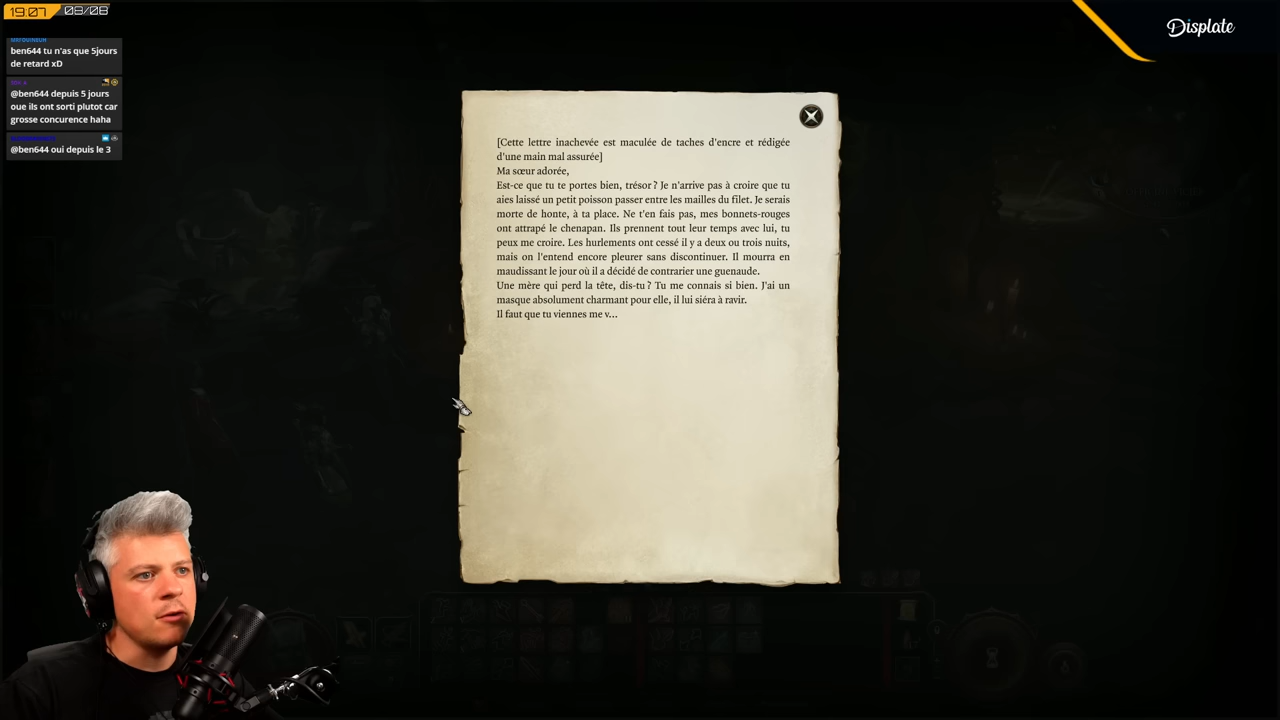 19:07 08/08
Displate
ben644 tu n'as que 5jours
de retard xD
@ben644 depuis 5 jours
oue ils ont sorti plutot car
grosse concurence haha
@ben644 oui depuis le 3
[Cette lettre inachevée est maculée de taches d'encre et rédigée
d'une main mal assurée]
Ma sœur adorée,
Est-ce que tu te portes bien, trésor ? Je n'arrive pas à croire que tu
aies laissé un petit poisson passer entre les mailles du filet. Je serais
morte de honte, à ta place. Ne t'en fais pas, mes bonnets-rouges
ont attrapé le chenapan. Ils prennent tout leur temps avec lui, tu
peux me croire. Les hurlements ont cessé il y a deux ou trois nuits,
mais on l'entend encore pleurer sans discontinuer. Il mourra en
maudissant le jour où il a décidé de contrarier une guenaude.
Une mère qui perd la tête, dis-tu ? Tu me connais si bien. J'ai un
masque absolument charmant pour elle, il lui siéra à ravir.
Il faut que tu viennes me v...